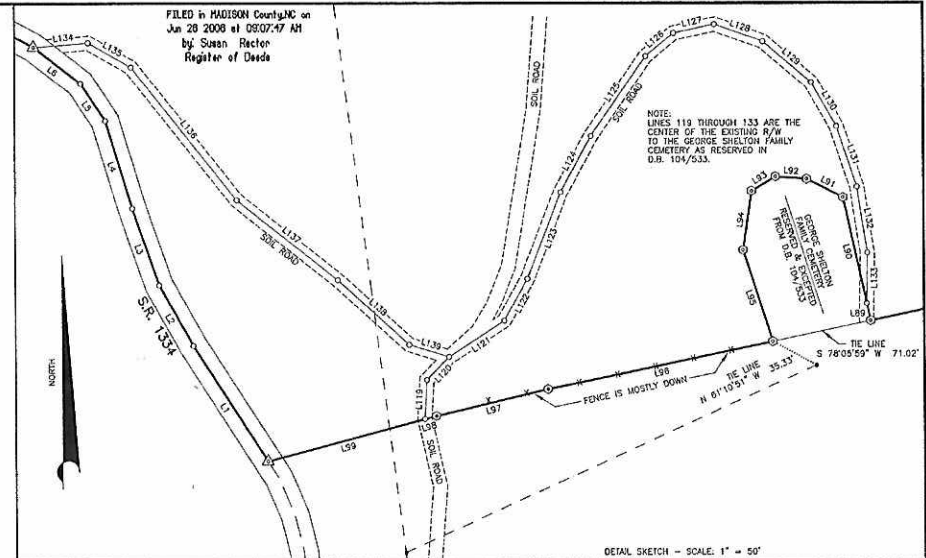 FILED in MADISON County,NC on
Jun 28 2006 at 09:07:47 AM
by: Susan Rector
Register of Deeds
L134
L135
L6
L5
L4
L3
L2
L1
S.R. 1334
L136
L137
SOIL ROAD
L138
L139
L120
L119
L98
L99
SOIL ROAD
L121
L122
L123
L124
L125
SOIL ROAD
SOIL ROAD
L126
L127
L128
L129
L130
L131
L132
L133
NOTE:
LINES 119 THROUGH 133 ARE THE
CENTER OF THE EXISTING R/W
TO THE GEORGE SHELTON FAMILY
CEMETERY AS RESERVED IN
D.B. 104/533.
L93
L92
L91
L94
L90
L95
L89
GEORGE SHELTON
FAMILY CEMETERY
RESERVED & EXCEPTED
FROM D.B. 104/533
TIE LINE
S 78°05'59" W 71.02'
TIE LINE
N 61°10'51" W 35.33'
L96
L97
FENCE IS MOSTLY DOWN
NORTH
DETAIL SKETCH - SCALE: 1" = 50'